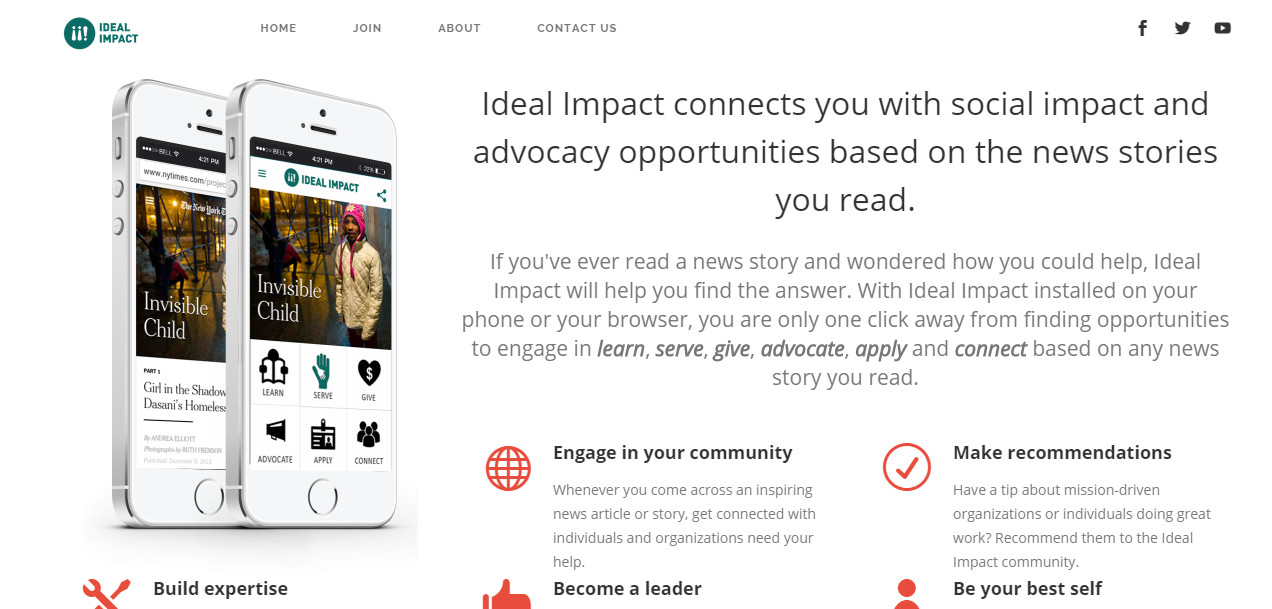 IDEAL
IMPACT
HOME
JOIN
ABOUT
CONTACT US
Ideal Impact connects you with social impact and
advocacy opportunities based on the news stories
you read.
If you've ever read a news story and wondered how you could help, Ideal
Impact will help you find the answer. With Ideal Impact installed on your
phone or your browser, you are only one click away from finding opportunities
to engage in learn, serve, give, advocate, apply and connect based on any news
story you read.
BELL
4:21 PM
www.nytimes.com/projec
The New York T
Invisible
Child
PART 1
Girl in the Shadow
Dasani's Homeless
By ANDREA ELLIOTT
Photographs by RUTH FREMSON
Published: December 9, 2013
BELL
4:21 PM
22%
IDEAL IMPACT
Invisible
Child
LEARN
SERVE
GIVE
ADVOCATE
APPLY
CONNECT
Engage in your community
Whenever you come across an inspiring
news article or story, get connected with
individuals and organizations need your
help.
Make recommendations
Have a tip about mission-driven
organizations or individuals doing great
work? Recommend them to the Ideal
Impact community.
Build expertise
Become a leader
Be your best self